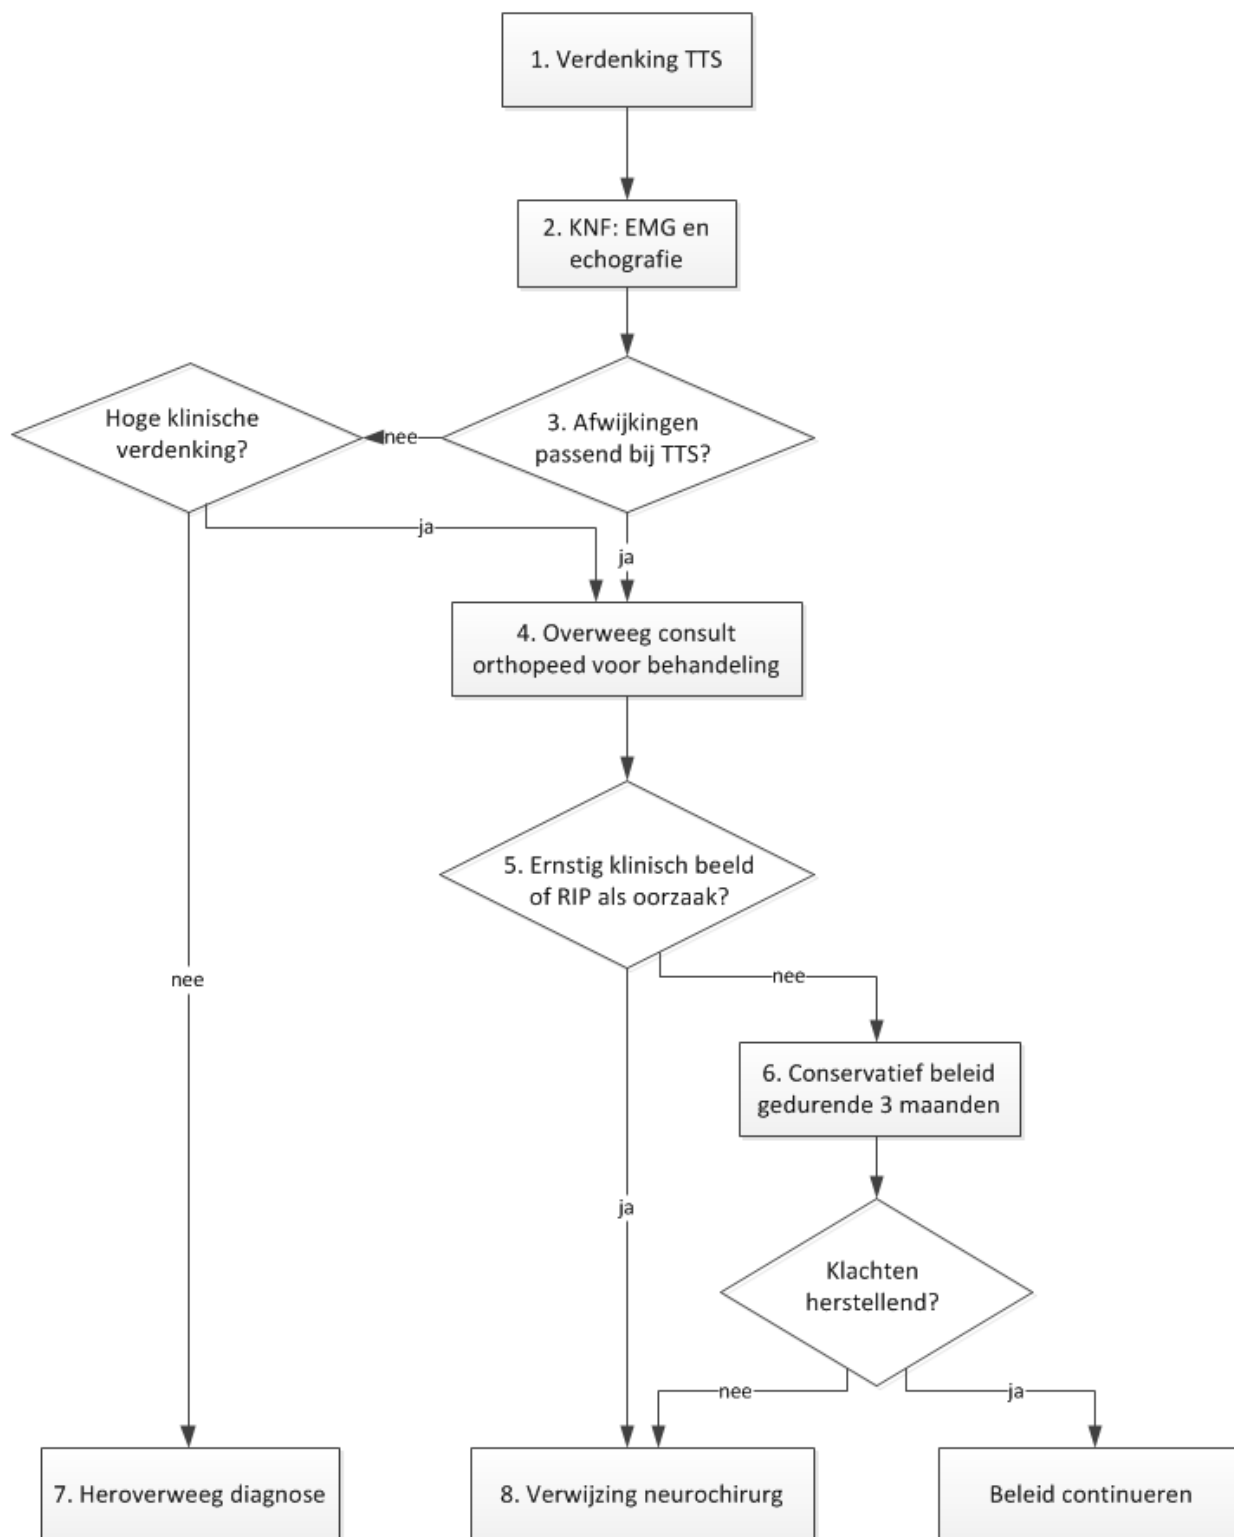 1. Verdenking TTS
2. KNF: EMG en
echografie
Hoge klinische
verdenking?
nee
3. Afwijkingen
passend bij TTS?
ja
ja
4. Overweeg consult
orthopeed voor behandeling
5. Ernstig klinisch beeld
of RIP als oorzaak?
nee
nee
6. Conservatief beleid
gedurende 3 maanden
ja
Klachten
herstellend?
nee
ja
7. Heroverweeg diagnose
8. Verwijzing neurochirurg
Beleid continueren